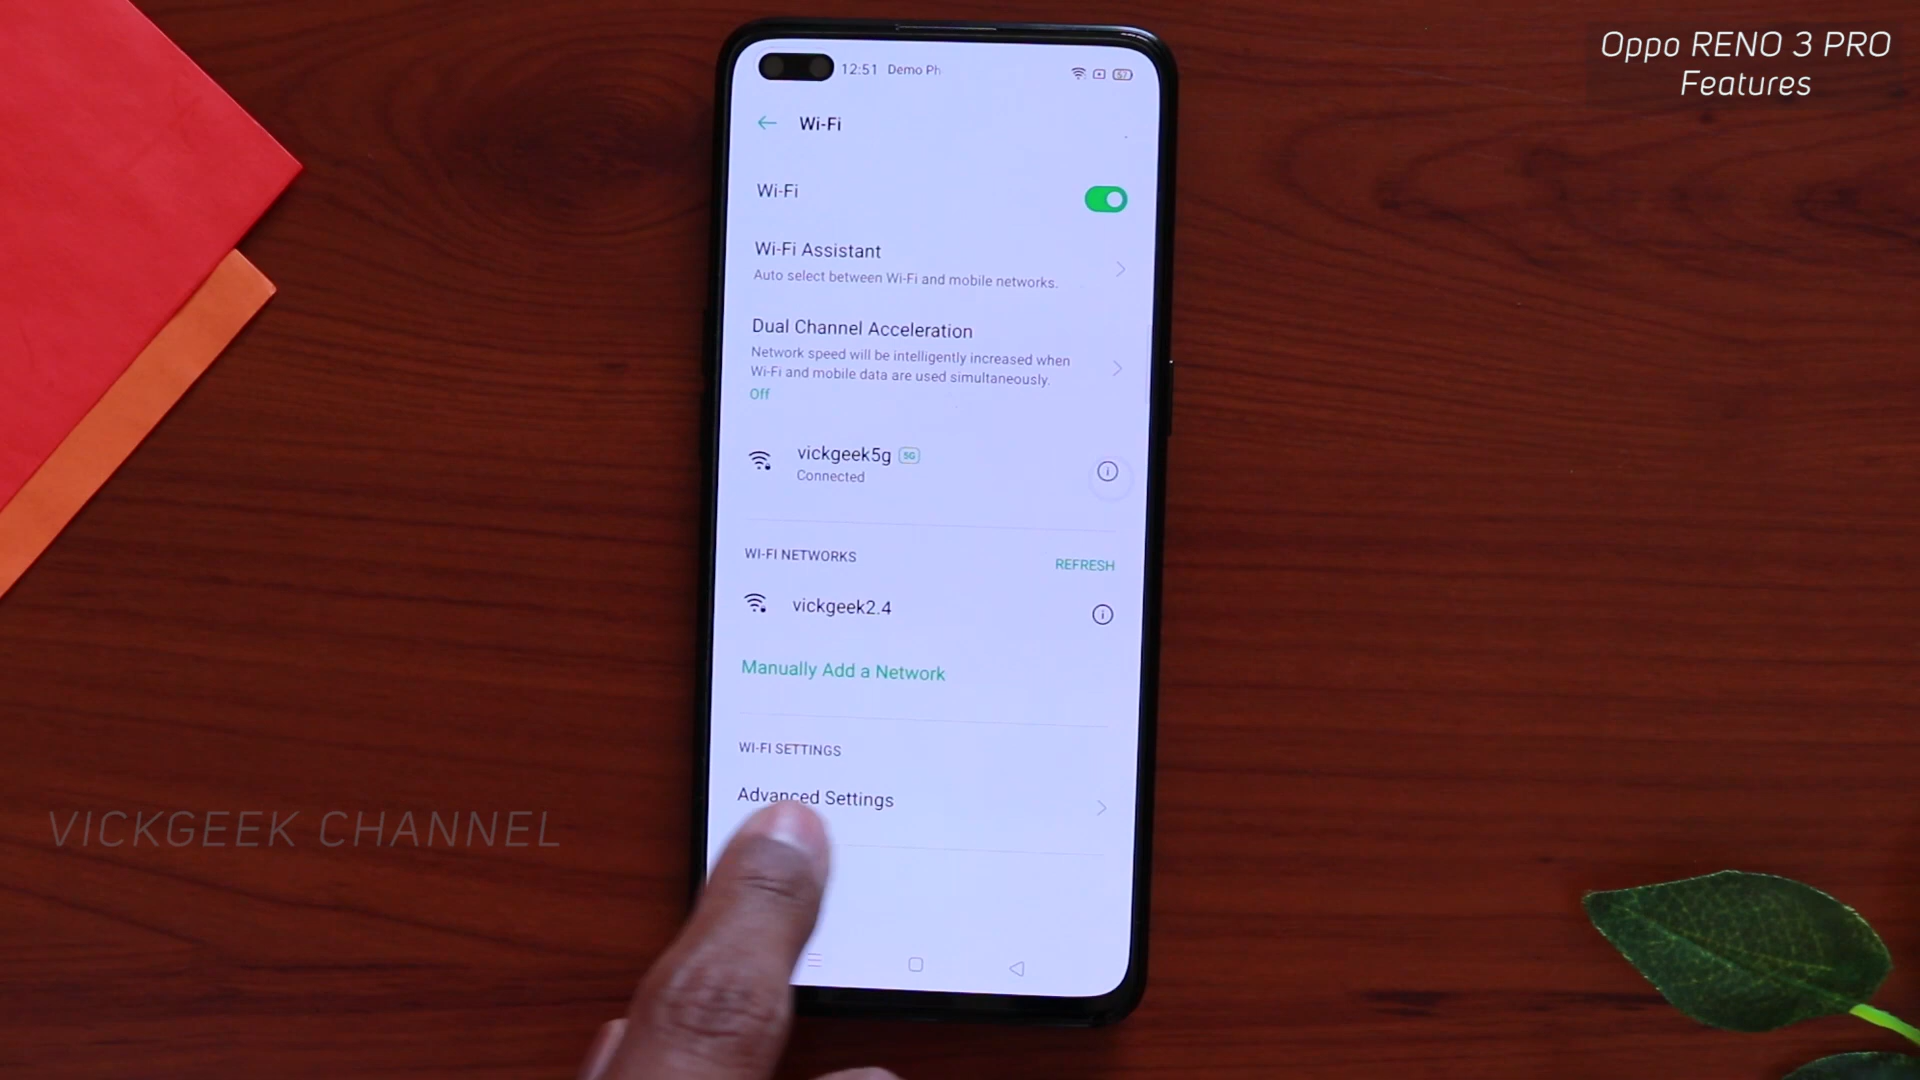 Oppo RENO 3 PRO
Features
12:51 Demo Ph
57
Wi-Fi
Wi-Fi
Wi-Fi Assistant
Auto select between Wi-Fi and mobile networks.
Dual Channel Acceleration
Network speed will be intelligently increased when
Wi-Fi and mobile data are used simultaneously.
Off
vickgeek5g 5G
Connected
WI-FI NETWORKS REFRESH
vickgeek2.4
Manually Add a Network
WI-FI SETTINGS
Advanced Settings
VICKGEEK CHANNEL